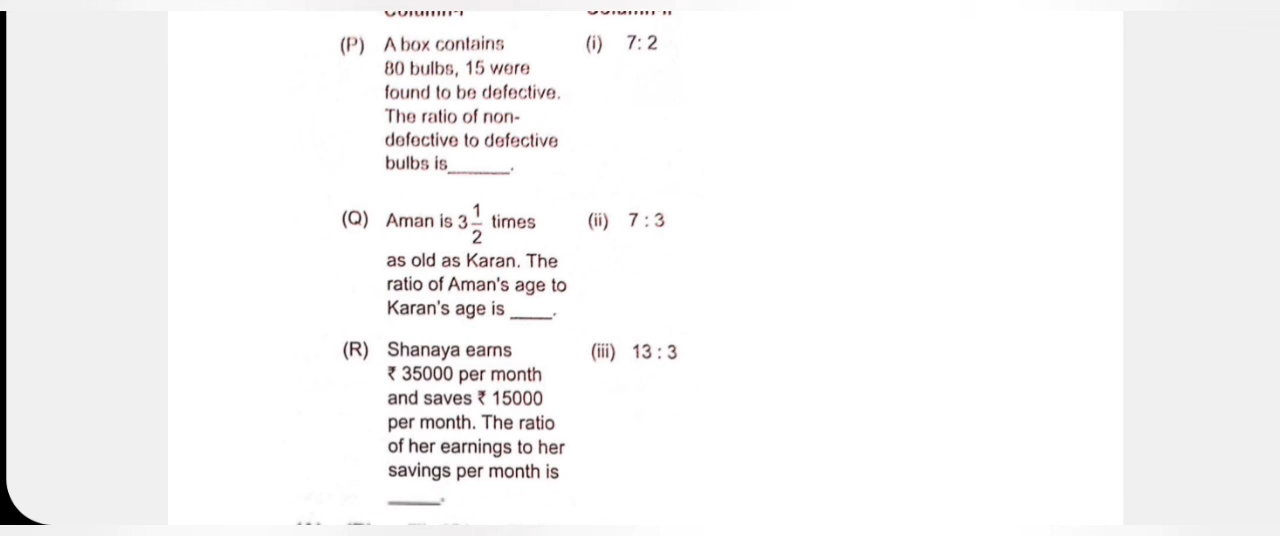 (P) A box contains (i) 7: 2
80 bulbs, 15 were
found to be defective.
The ratio of non-
defective to defective
bulbs is______.
(Q) Aman is 3 1/2 times (ii) 7 : 3
as old as Karan. The
ratio of Aman's age to
Karan's age is ____.
(R) Shanaya earns (iii) 13 : 3
₹ 35000 per month
and saves ₹ 15000
per month. The ratio
of her earnings to her
savings per month is
_____.